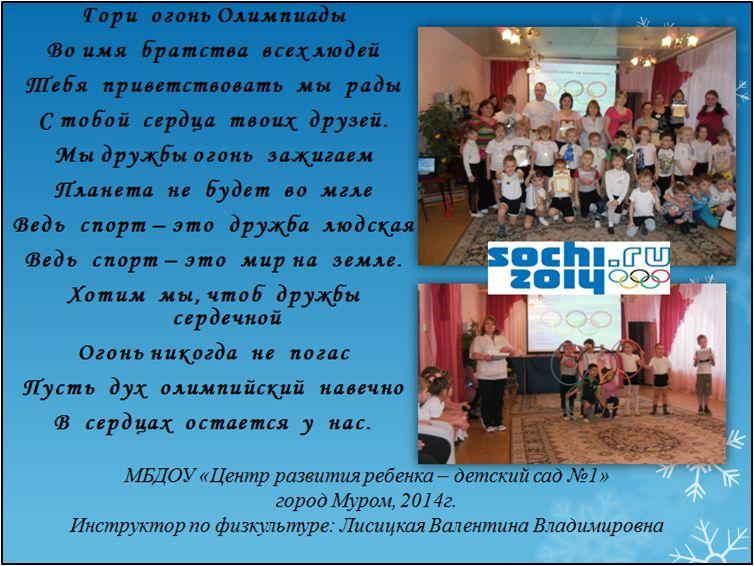 Гори огонь Олимпиады
Во имя братства всех людей
Тебя приветствовать мы рады
С тобой сердца твоих друзей.
Мы дружбы огонь зажигаем
Планета не будет во мгле
Ведь спорт – это дружба людская
Ведь спорт – это мир на земле.
Хотим мы, чтоб дружбы
сердечной
Огонь никогда не погас
Пусть дух олимпийский навечно
В сердцах остается у нас.
sochi.ru
2014
МБДОУ «Центр развития ребенка – детский сад №1»
город Муром, 2014г.
Инструктор по физкультуре: Лисицкая Валентина Владимировна